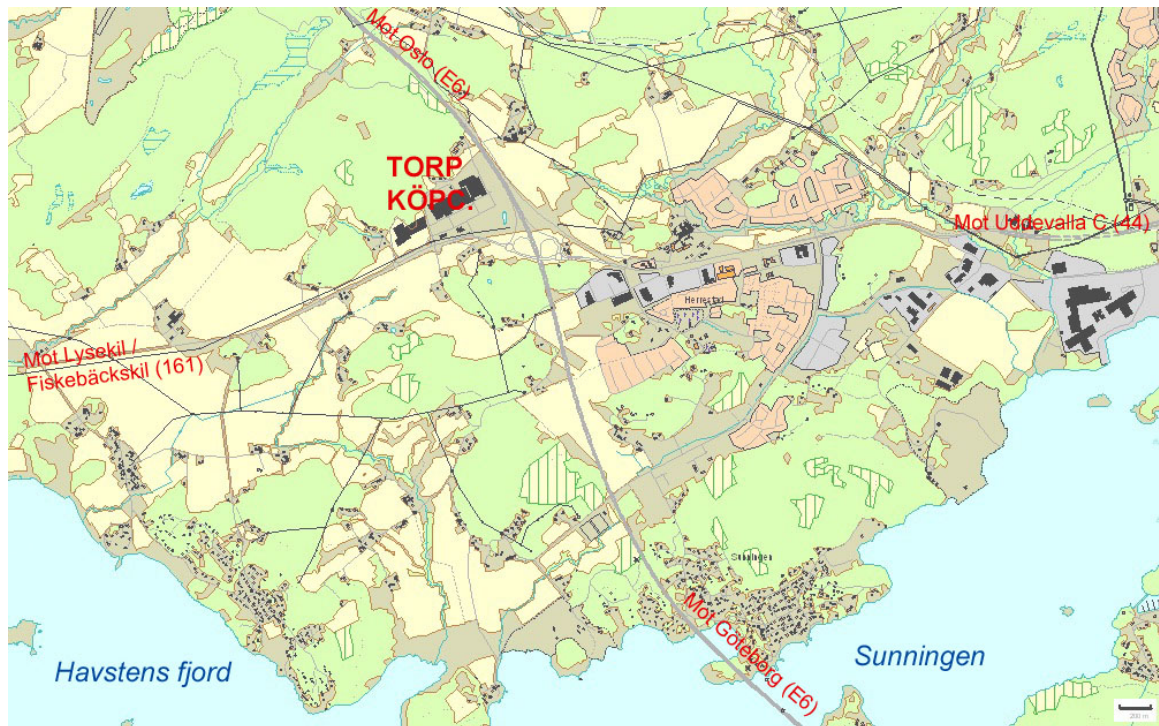 Mot Oslo (E6)
TORP
KÖPC.
Mot Uddevalla C (44)
Herrestad
Mot Lysekil /
Fiskebäckskil (161)
Sunningen
Mot Göteborg (E6)
Havstens fjord
Sunningen
200 m